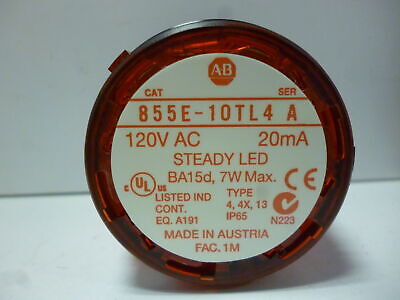 A-B
CAT SER
855E-10TL4 A
120V AC 20mA
STEADY LED
BA15d, 7W Max.
c UL us CE
LISTED IND TYPE
CONT. 4, 4X, 13
EQ. A191 IP65 N223
MADE IN AUSTRIA
FAC. 1M